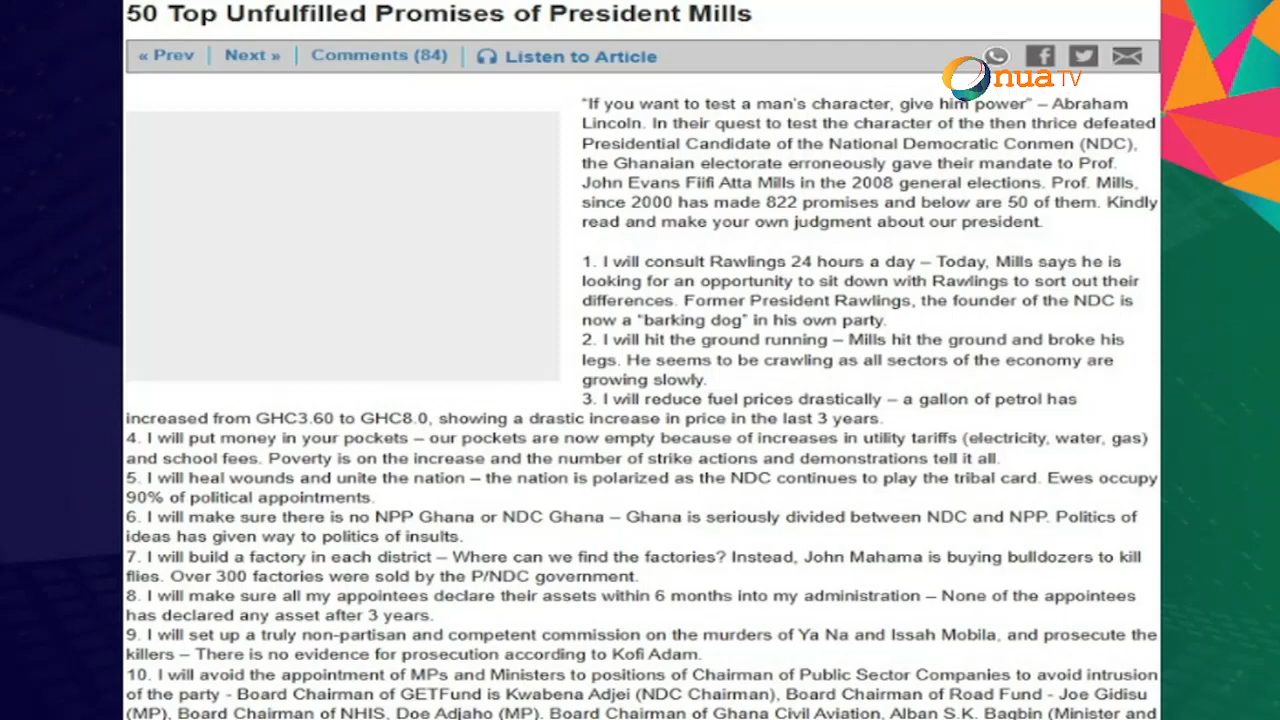 50 Top Unfulfilled Promises of President Mills
« Prev | Next » | Comments (84) | Listen to Article
onua TV
"If you want to test a man's character, give him power" – Abraham
Lincoln. In their quest to test the character of the then thrice defeated
Presidential Candidate of the National Democratic Conmen (NDC),
the Ghanaian electorate erroneously gave their mandate to Prof.
John Evans Fiifi Atta Mills in the 2008 general elections. Prof. Mills,
since 2000 has made 822 promises and below are 50 of them. Kindly
read and make your own judgment about our president.
1. I will consult Rawlings 24 hours a day – Today, Mills says he is
looking for an opportunity to sit down with Rawlings to sort out their
differences. Former President Rawlings, the founder of the NDC is
now a "barking dog" in his own party.
2. I will hit the ground running – Mills hit the ground and broke his
legs. He seems to be crawling as all sectors of the economy are
growing slowly.
3. I will reduce fuel prices drastically – a gallon of petrol has
increased from GHC3.60 to GHC8.0, showing a drastic increase in price in the last 3 years.
4. I will put money in your pockets – our pockets are now empty because of increases in utility tariffs (electricity, water, gas)
and school fees. Poverty is on the increase and the number of strike actions and demonstrations tell it all.
5. I will heal wounds and unite the nation – the nation is polarized as the NDC continues to play the tribal card. Ewes occupy
90% of political appointments.
6. I will make sure there is no NPP Ghana or NDC Ghana – Ghana is seriously divided between NDC and NPP. Politics of
ideas has given way to politics of insults.
7. I will build a factory in each district – Where can we find the factories? Instead, John Mahama is buying bulldozers to kill
flies. Over 300 factories were sold by the P/NDC government.
8. I will make sure all my appointees declare their assets within 6 months into my administration – None of the appointees
has declared any asset after 3 years.
9. I will set up a truly non-partisan and competent commission on the murders of Ya Na and Issah Mobila, and prosecute the
killers – There is no evidence for prosecution according to Kofi Adam.
10. I will avoid the appointment of MPs and Ministers to positions of Chairman of Public Sector Companies to avoid intrusion
of the party - Board Chairman of GETFund is Kwabena Adjei (NDC Chairman), Board Chairman of Road Fund - Joe Gidisu
(MP), Board Chairman of NHIS, Doe Adjaho (MP), Board Chairman of Ghana Civil Aviation, Alban S.K. Bagbin (Minister and